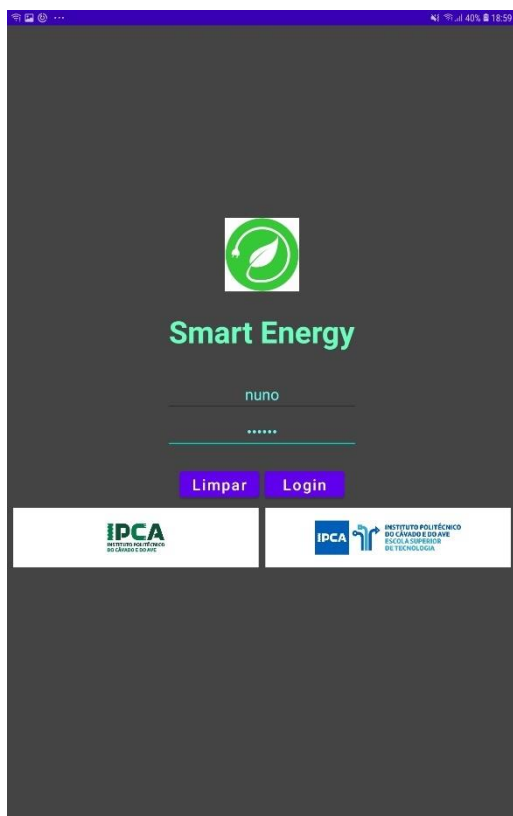 40% 18:59
Smart Energy
nuno
••••••
Limpar Login
IPCA
INSTITUTO POLITÉCNICO
DO CÁVADO E DO AVE
IPCA
INSTITUTO POLITÉCNICO
DO CÁVADO E DO AVE
ESCOLA SUPERIOR
DE TECNOLOGIA